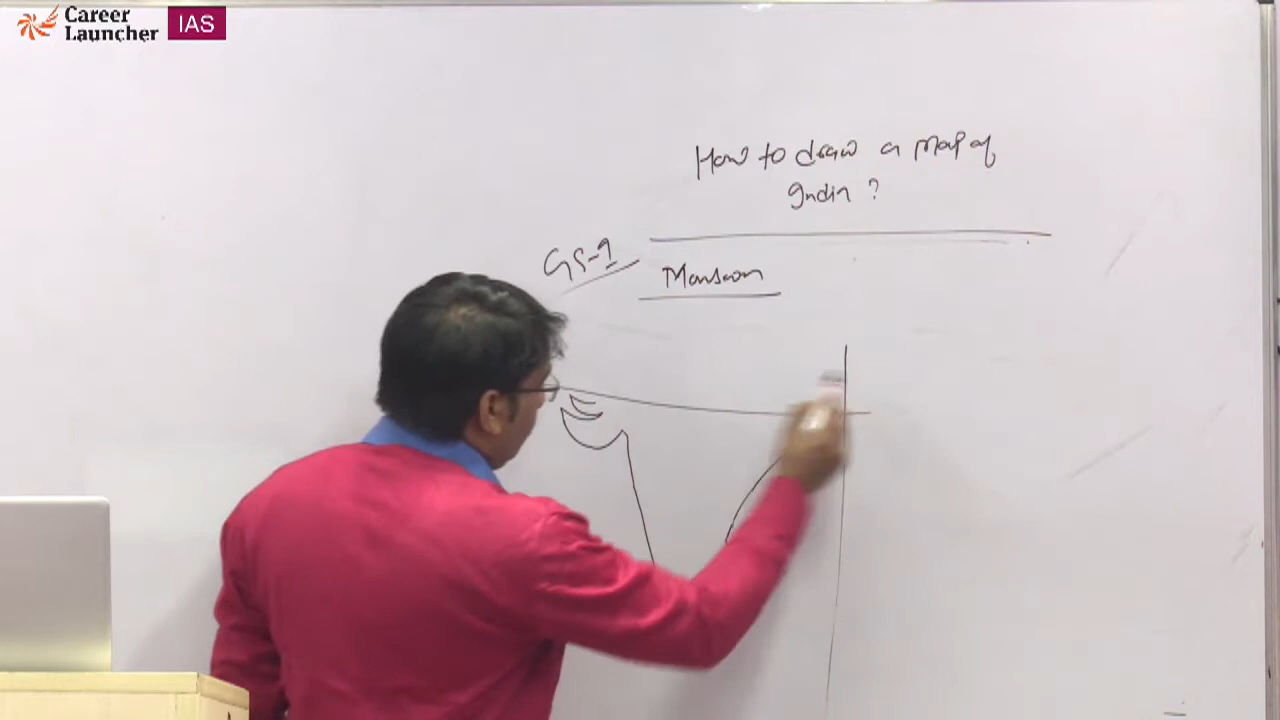 Career
Launcher
IAS
How to draw a map of
India ?
GS-1
Monsoon